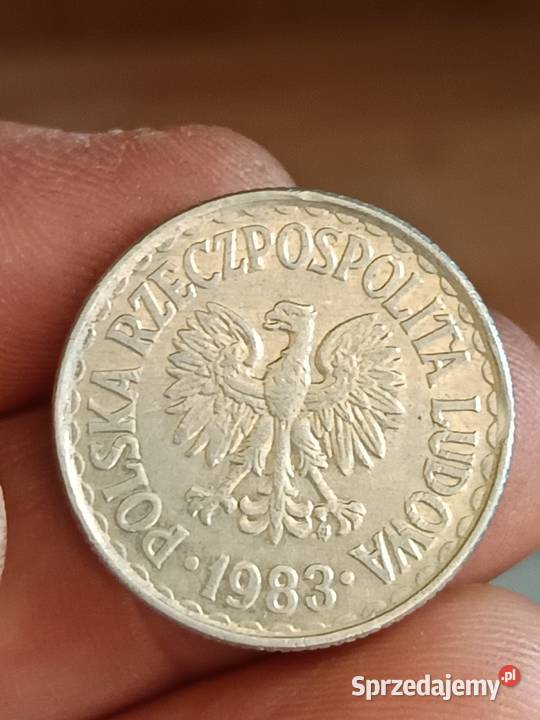 POLSKA RZECZPOSPOLITA LUDOWA
· 1983 ·
Sprzedajemy.pl